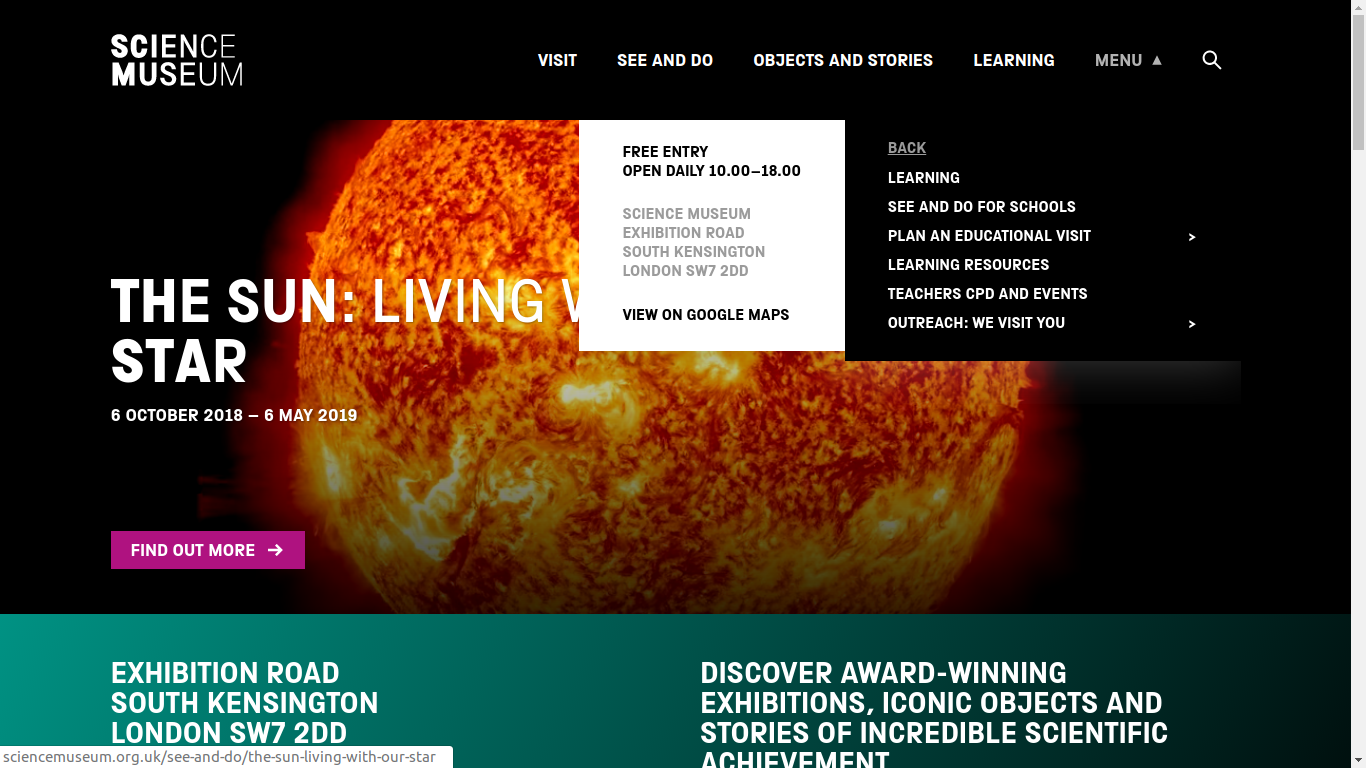 SCIENCE
MUSEUM
VISIT
SEE AND DO
OBJECTS AND STORIES
LEARNING
MENU ▲
FREE ENTRY
OPEN DAILY 10.00–18.00
SCIENCE MUSEUM
EXHIBITION ROAD
SOUTH KENSINGTON
LONDON SW7 2DD
VIEW ON GOOGLE MAPS
BACK
LEARNING
SEE AND DO FOR SCHOOLS
PLAN AN EDUCATIONAL VISIT >
LEARNING RESOURCES
TEACHERS CPD AND EVENTS
OUTREACH: WE VISIT YOU >
THE SUN: LIVING
STAR
6 OCTOBER 2018 – 6 MAY 2019
FIND OUT MORE →
EXHIBITION ROAD
SOUTH KENSINGTON
LONDON SW7 2DD
DISCOVER AWARD-WINNING
EXHIBITIONS, ICONIC OBJECTS AND
STORIES OF INCREDIBLE SCIENTIFIC
ACHIEVEMENT
sciencemuseum.org.uk/see-and-do/the-sun-living-with-our-star